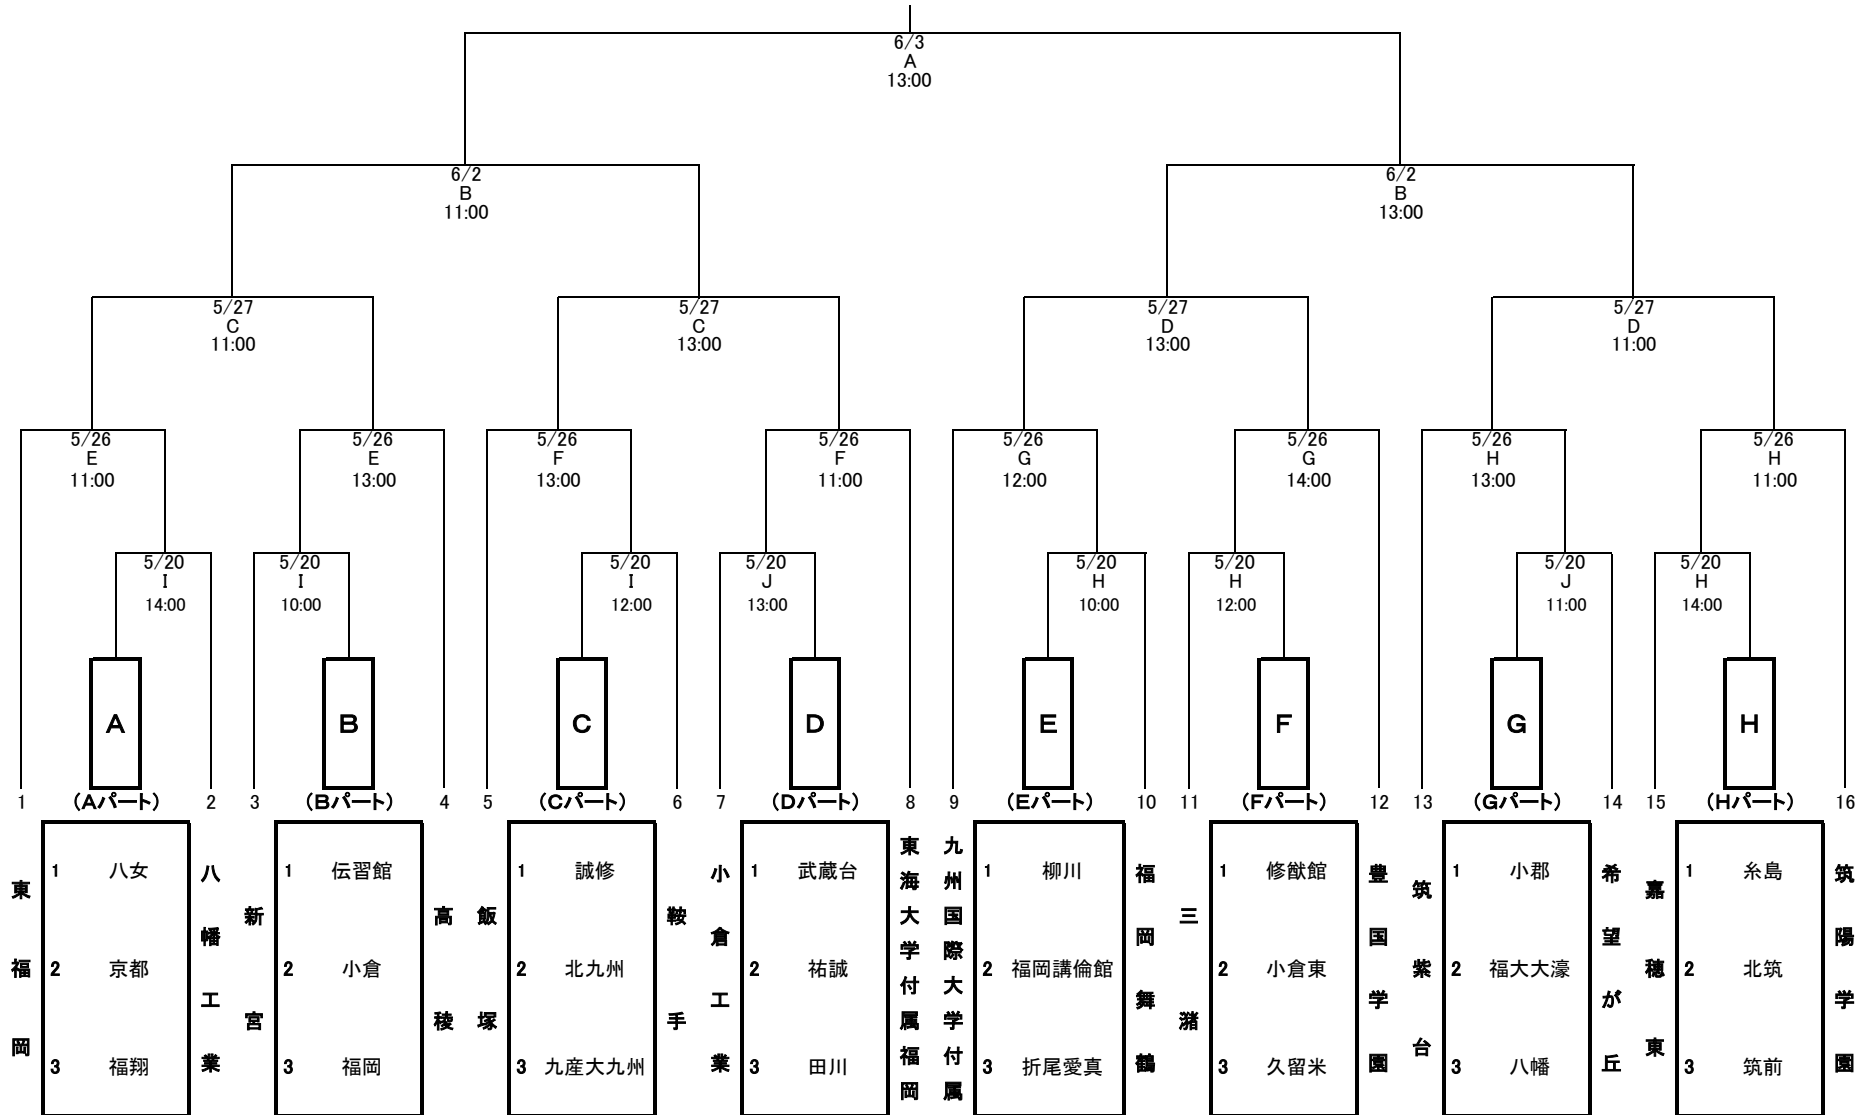 6/3
A
13:00
6/2
B
11:00
6/2
B
13:00
5/27
C
11:00
5/27
C
13:00
5/27
D
13:00
5/27
D
11:00
5/26
E
11:00
5/26
E
13:00
5/26
F
13:00
5/26
F
11:00
5/26
G
12:00
5/26
G
14:00
5/26
H
13:00
5/26
H
11:00
5/20
I
14:00
5/20
I
10:00
5/20
I
12:00
5/20
J
13:00
5/20
H
10:00
5/20
H
12:00
5/20
J
11:00
5/20
H
14:00
A
B
C
D
E
F
G
H
1 (Aパート) 2 3 (Bパート) 4 5 (Cパート) 6 7 (Dパート) 8 9 (Eパート) 10 11 (Fパート) 12 13 (Gパート) 14 15 (Hパート) 16
東福岡
1 八女
2 京都
3 福翔
八幡工業
新宮
1 伝習館
2 小倉
3 福岡
高稜
飯塚
1 誠修
2 北九州
3 九産大九州
鞍手
小倉工業
1 武蔵台
2 祐誠
3 田川
東海大学付属福岡
九州国際大学付属
1 柳川
2 福岡講倫館
3 折尾愛真
福岡舞鶴
三潴
1 修猷館
2 小倉東
3 久留米
豊国学園
筑紫台
1 小郡
2 福大大濠
3 八幡
希望が丘
嘉穂東
1 糸島
2 北筑
3 筑前
筑陽学園